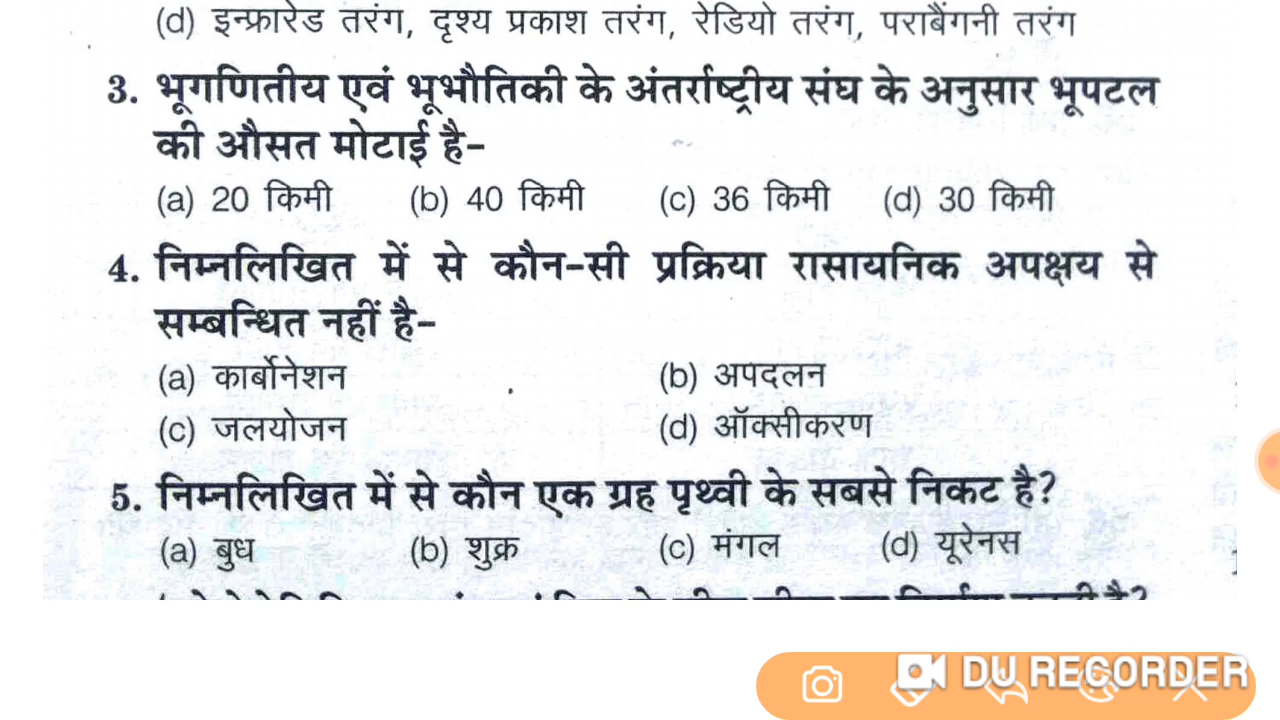 (d) इन्फ्रारेड तरंग, दृश्य प्रकाश तरंग, रेडियो तरंग, पराबैंगनी तरंग
3. भूगणितीय एवं भूभौतिकी के अंतर्राष्ट्रीय संघ के अनुसार भूपटल
की औसत मोटाई है-
(a) 20 किमी (b) 40 किमी (c) 36 किमी (d) 30 किमी
4. निम्नलिखित में से कौन-सी प्रक्रिया रासायनिक अपक्षय से
सम्बन्धित नहीं है-
(a) कार्बोनेशन (b) अपदलन
(c) जलयोजन (d) ऑक्सीकरण
5. निम्नलिखित में से कौन एक ग्रह पृथ्वी के सबसे निकट है?
(a) बुध (b) शुक्र (c) मंगल (d) यूरेनस
DU RECORDER